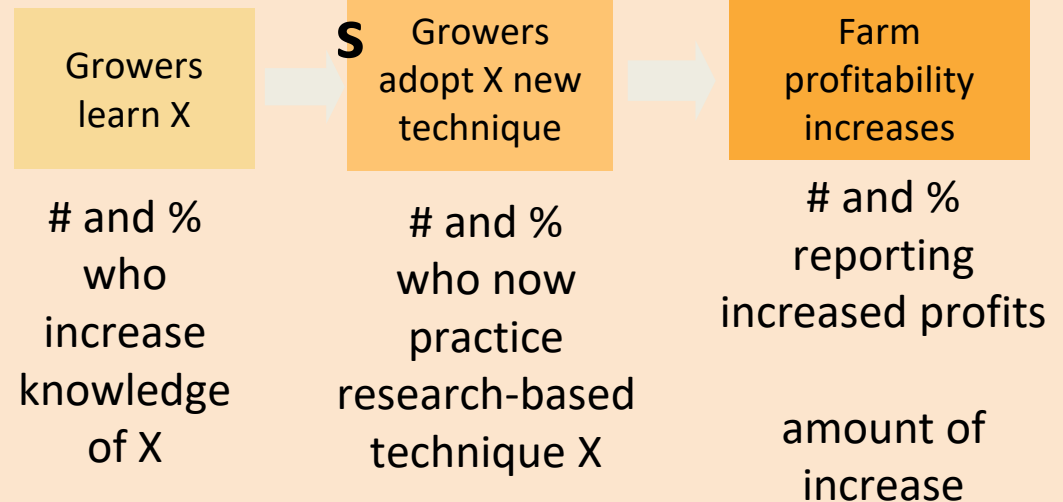 Growers
learn X
s
Growers
adopt X new
technique
Farm
profitability
increases
# and %
who
increase
knowledge
of X
# and %
who now
practice
research-based
technique X
# and %
reporting
increased profits
amount of
increase